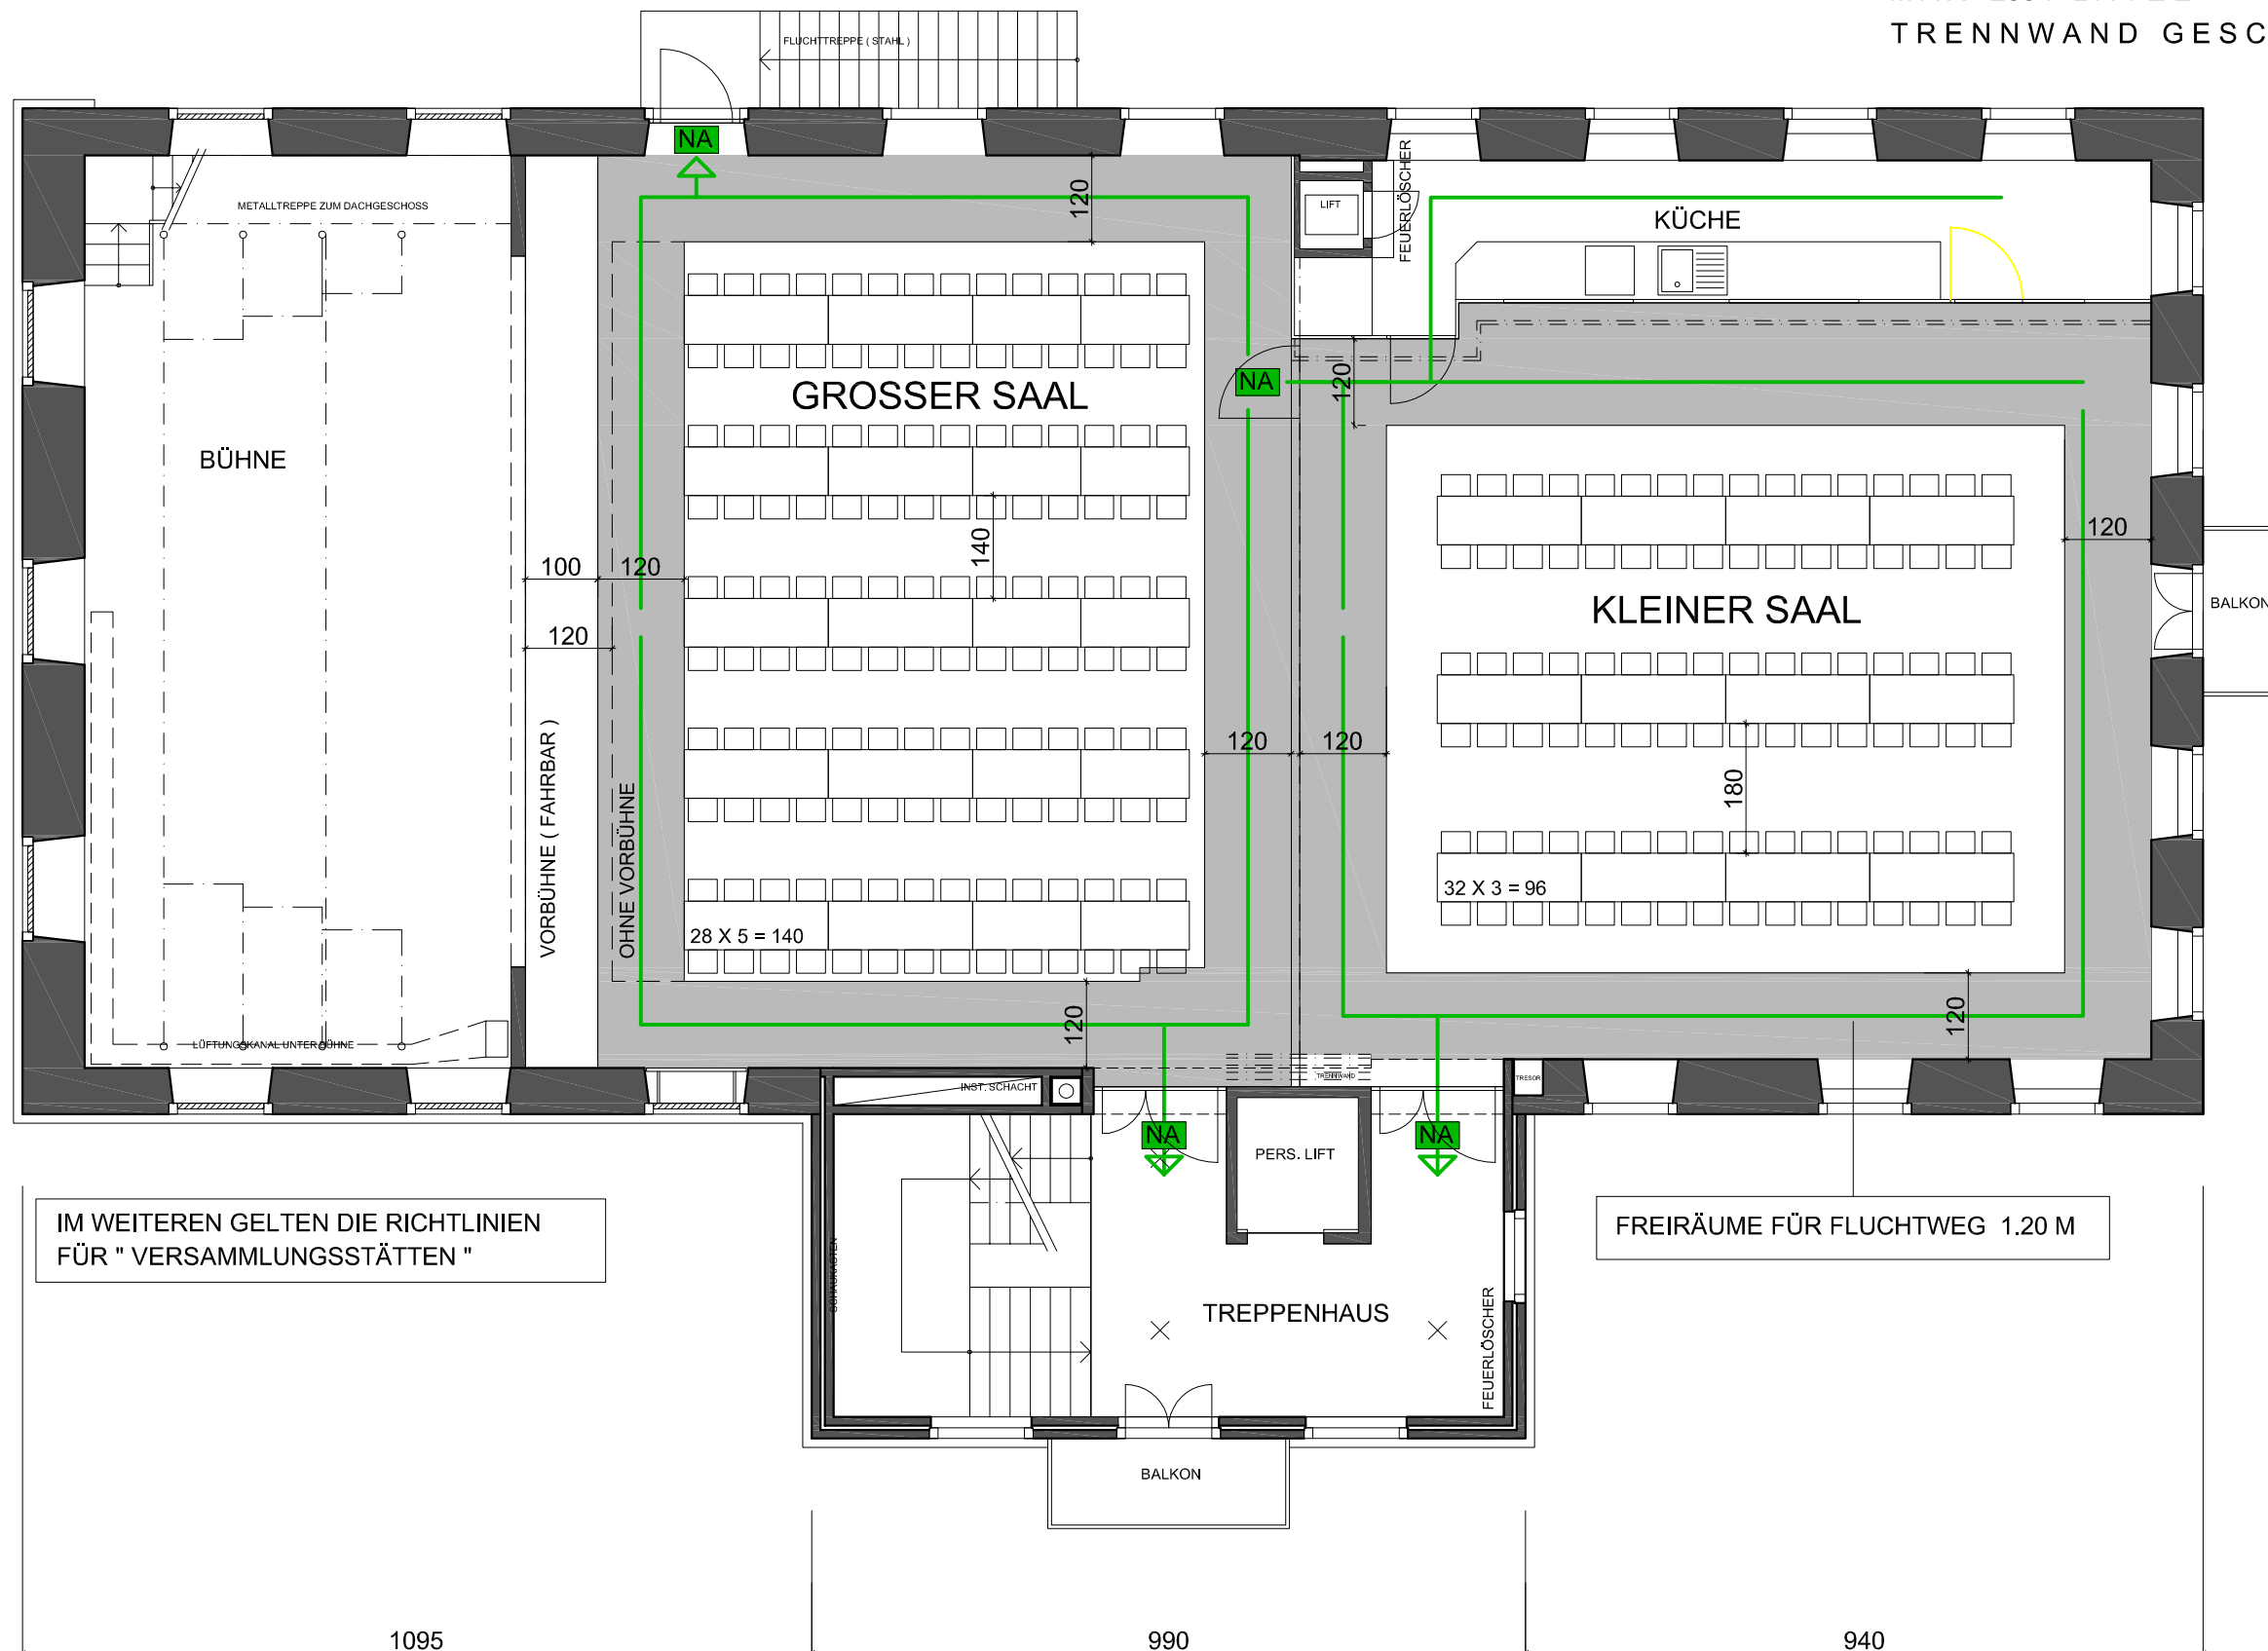 TRENNWAND GESC
FLUCHTTREPPE ( STAHL )
NA
120
METALLTREPPE ZUM DACHGESCHOSS
LIFT
FEUERLÖSCHER
KÜCHE
GROSSER SAAL
NA
120
BÜHNE
140
120
100
120
120
KLEINER SAAL
BALKON
120
120
180
VORBÜHNE ( FAHRBAR )
OHNE VORBÜHNE
28 X 5 = 140
32 X 3 = 96
120
120
LÜFTUNGSKANAL UNTER BÜHNE
INST. SCHACHT
TRENNWAND
TRESOR
NA
NA
PERS. LIFT
IM WEITEREN GELTEN DIE RICHTLINIEN
FÜR " VERSAMMLUNGSSTÄTTEN "
FREIRÄUME FÜR FLUCHTWEG 1.20 M
SCHAUKASTEN
TREPPENHAUS
FEUERLÖSCHER
BALKON
1095
990
940